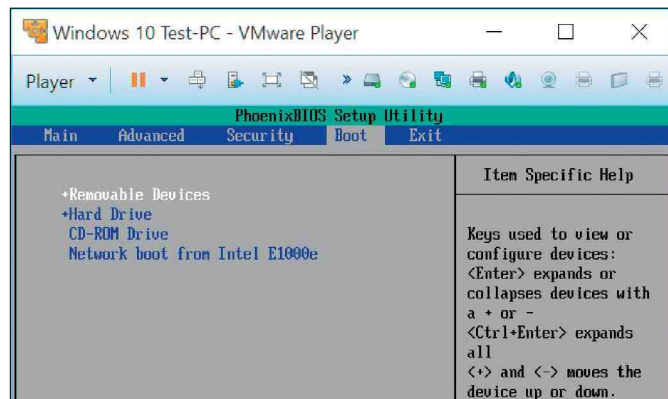 Windows 10 Test-PC - VMware Player
Player
PhoenixBIOS Setup Utility
Main Advanced Security Boot Exit
+Removable Devices
+Hard Drive
CD-ROM Drive
Network boot from Intel E1000e
Item Specific Help
Keys used to view or
configure devices:
<Enter> expands or
collapses devices with
a + or -
<Ctrl+Enter> expands
all
<+> and <-> moves the
device up or down.